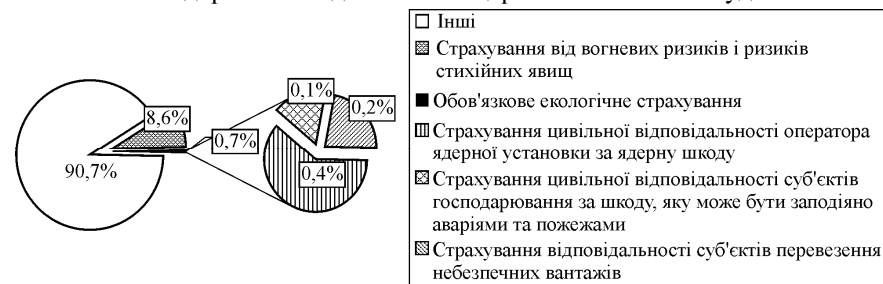 Інші
Страхування від вогневих ризиків і ризиків
стихійних явищ
Обов'язкове екологічне страхування
Страхування цивільної відповідальності оператора
ядерної установки за ядерну шкоду
Страхування цивільної відповідальності суб'єктів
господарювання за шкоду, яку може бути заподіяно
аваріями та пожежами
Страхування відповідальності суб'єктів перевезення
небезпечних вантажів
0,1%
0,2%
8,6%
0,7%
90,7%
0,4%